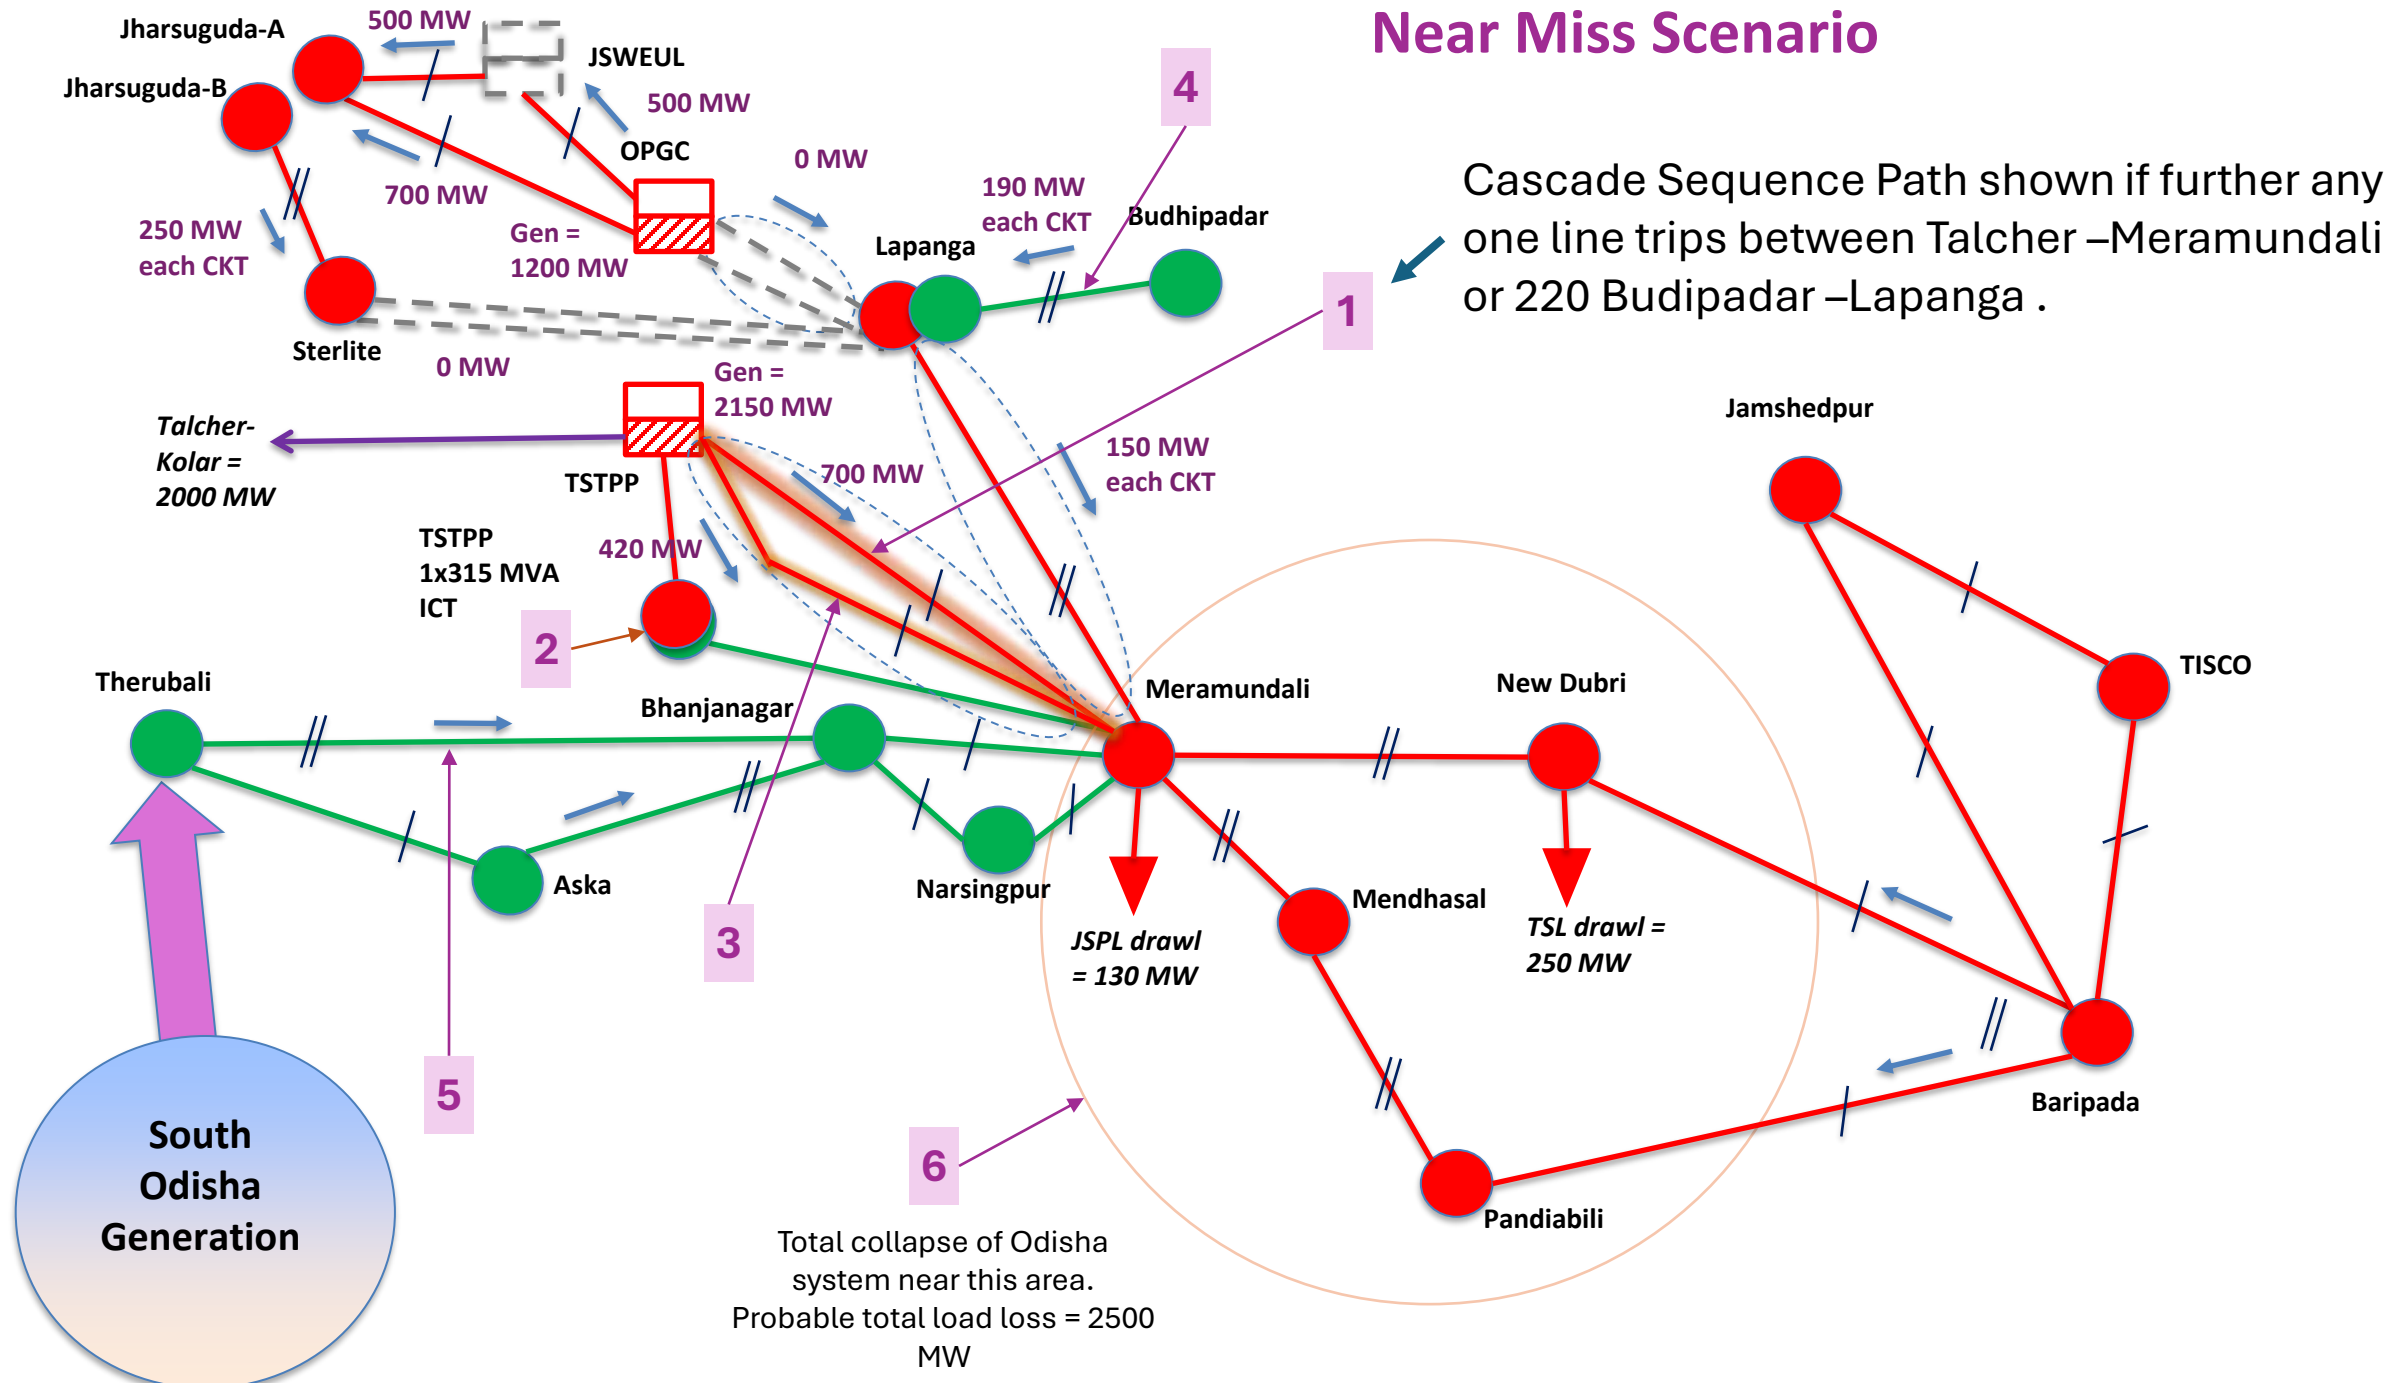 Near Miss Scenario
Jharsuguda-A
500 MW
JSWEUL
Jharsuguda-B
500 MW
4
OPGC
0 MW
700 MW
190 MW
each CKT
Budhipadar
Cascade Sequence Path shown if further any
one line trips between Talcher –Meramundali
or 220 Budipadar –Lapanga .
250 MW
each CKT
Gen =
1200 MW
Lapanga
1
Sterlite
0 MW
Gen =
2150 MW
Talcher-
Kolar =
2000 MW
TSTPP
700 MW
150 MW
each CKT
Jamshedpur
TSTPP
1x315 MVA
ICT
420 MW
2
Therubali
Bhanjanagar
Meramundali
New Dubri
TISCO
Aska
Narsingpur
3
JSPL drawl
= 130 MW
Mendhasal
TSL drawl =
250 MW
5
Baripada
South
Odisha
Generation
6
Pandiabili
Total collapse of Odisha
system near this area.
Probable total load loss = 2500
MW